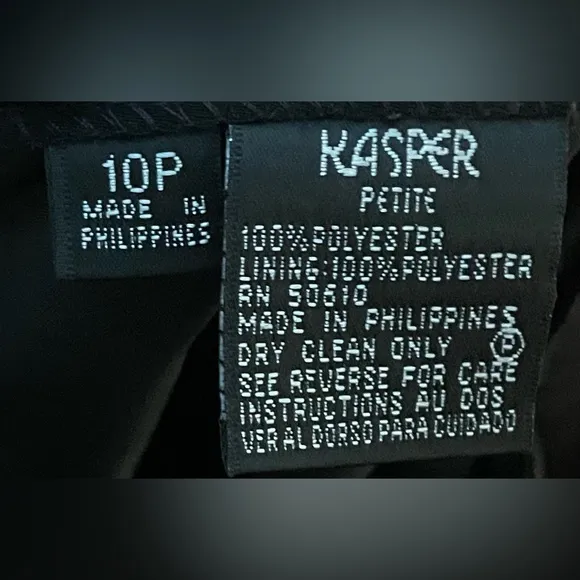 10P
MADE IN
PHILIPPINES
KASPER
PETITE
100%POLYESTER
LINING:100%POLYESTER
RN 50610
MADE IN PHILIPPINES
DRY CLEAN ONLY P
SEE REVERSE FOR CARE
INSTRUCTIONS AU DOS
VER AL DORSO PARA CUIDADO